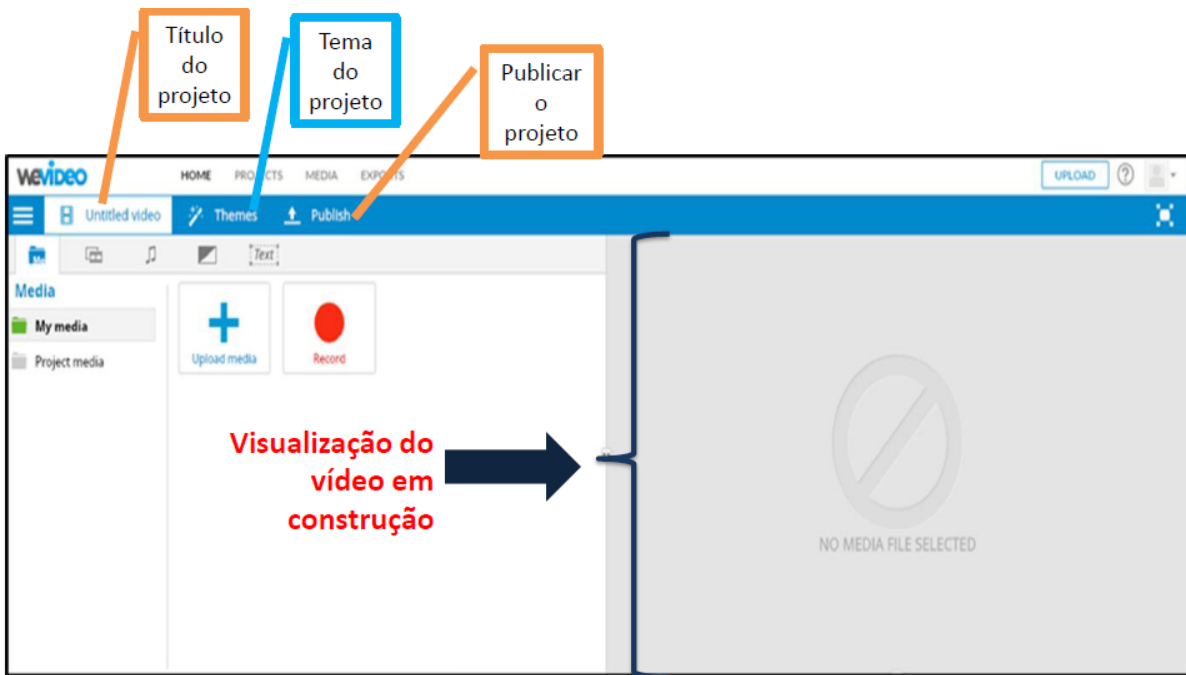 Título
do
projeto
Tema
do
projeto
Publicar
o
projeto
WEVIDEO
HOME PROJECTS MEDIA EXPORTS
UPLOAD ?
Untitled video Themes Publish
Text
Media
My media
Project media
Upload media Record
Visualização do
vídeo em
construção
NO MEDIA FILE SELECTED